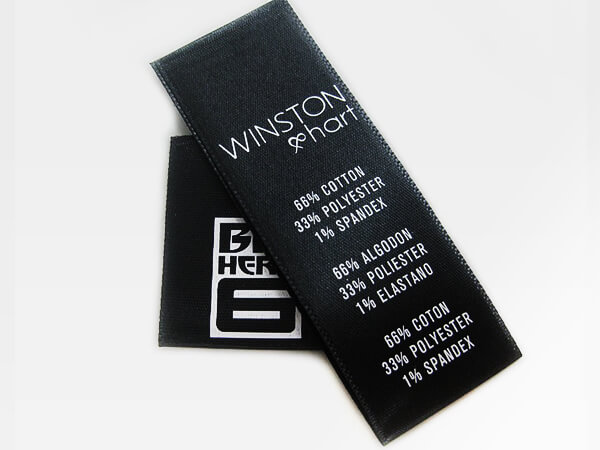 WINSTON
& hart
66% COTTON
33% POLYESTER
1% SPANDEX
66% ALGODON
33% POLIESTER
1% ELASTANO
66% COTON
33% POLYESTER
1% SPANDEX
6